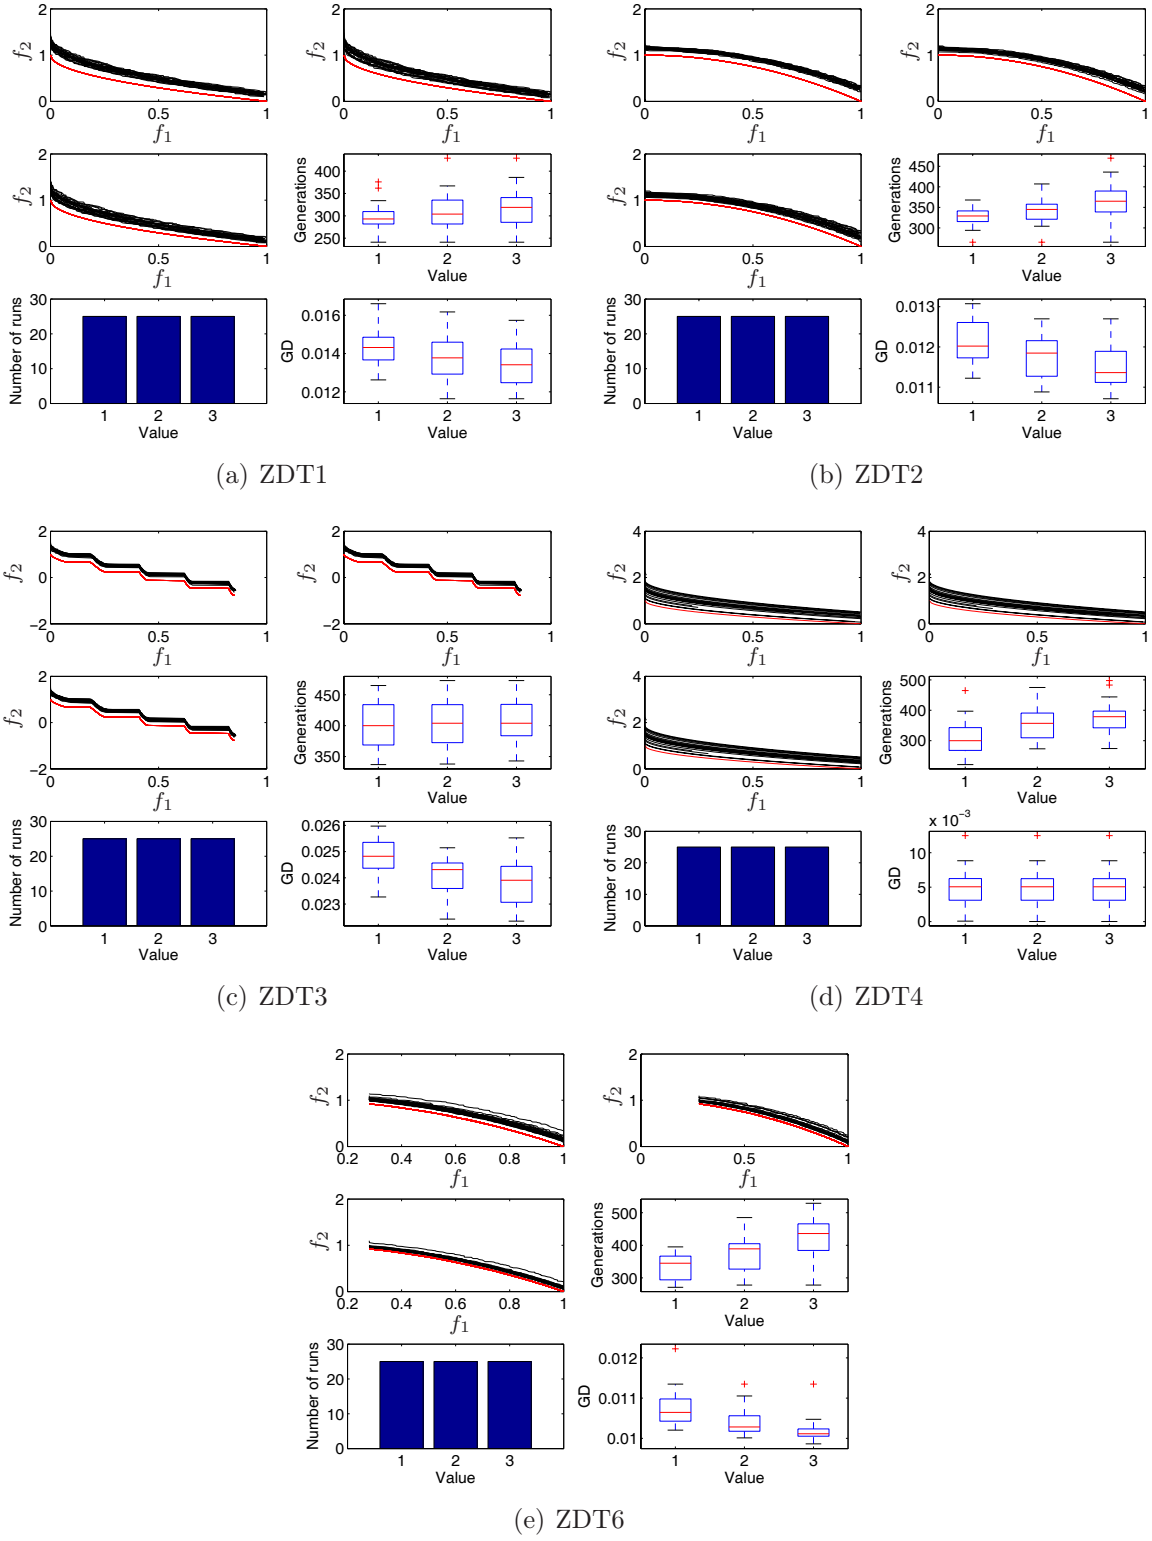 2
1
0
f2
0 0.5 1
f1
2
1
0
f2
0 0.5 1
f1
2
1
0
f2
0 0.5 1
f1
400
350
300
250
Generations
1 2 3
Value
30
20
10
0
Number of runs
1 2 3
Value
0.016
0.014
0.012
GD
1 2 3
Value
(a) ZDT1
2
1
0
f2
0 0.5 1
f1
2
1
0
f2
0 0.5 1
f1
2
1
0
f2
0 0.5 1
f1
450
400
350
300
Generations
1 2 3
Value
30
20
10
0
Number of runs
1 2 3
Value
0.013
0.012
0.011
GD
1 2 3
Value
(b) ZDT2
2
0
−2
f2
0 0.5 1
f1
2
0
−2
f2
0 0.5 1
f1
2
0
−2
f2
0 0.5 1
f1
450
400
350
Generations
1 2 3
Value
30
20
10
0
Number of runs
1 2 3
Value
0.026
0.025
0.024
0.023
GD
1 2 3
Value
(c) ZDT3
4
2
0
f2
0 0.5 1
f1
4
2
0
f2
0 0.5 1
f1
4
2
0
f2
0 0.5 1
f1
500
400
300
Generations
1 2 3
Value
30
20
10
0
Number of runs
1 2 3
Value
x 10−3
10
5
0
GD
1 2 3
Value
(d) ZDT4
2
1
0
f2
0.2 0.4 0.6 0.8 1
f1
2
1
0
f2
0 0.5 1
f1
2
1
0
f2
0.2 0.4 0.6 0.8 1
f1
500
400
300
Generations
1 2 3
Value
30
20
10
0
Number of runs
1 2 3
Value
0.012
0.011
0.01
GD
1 2 3
Value
(e) ZDT6